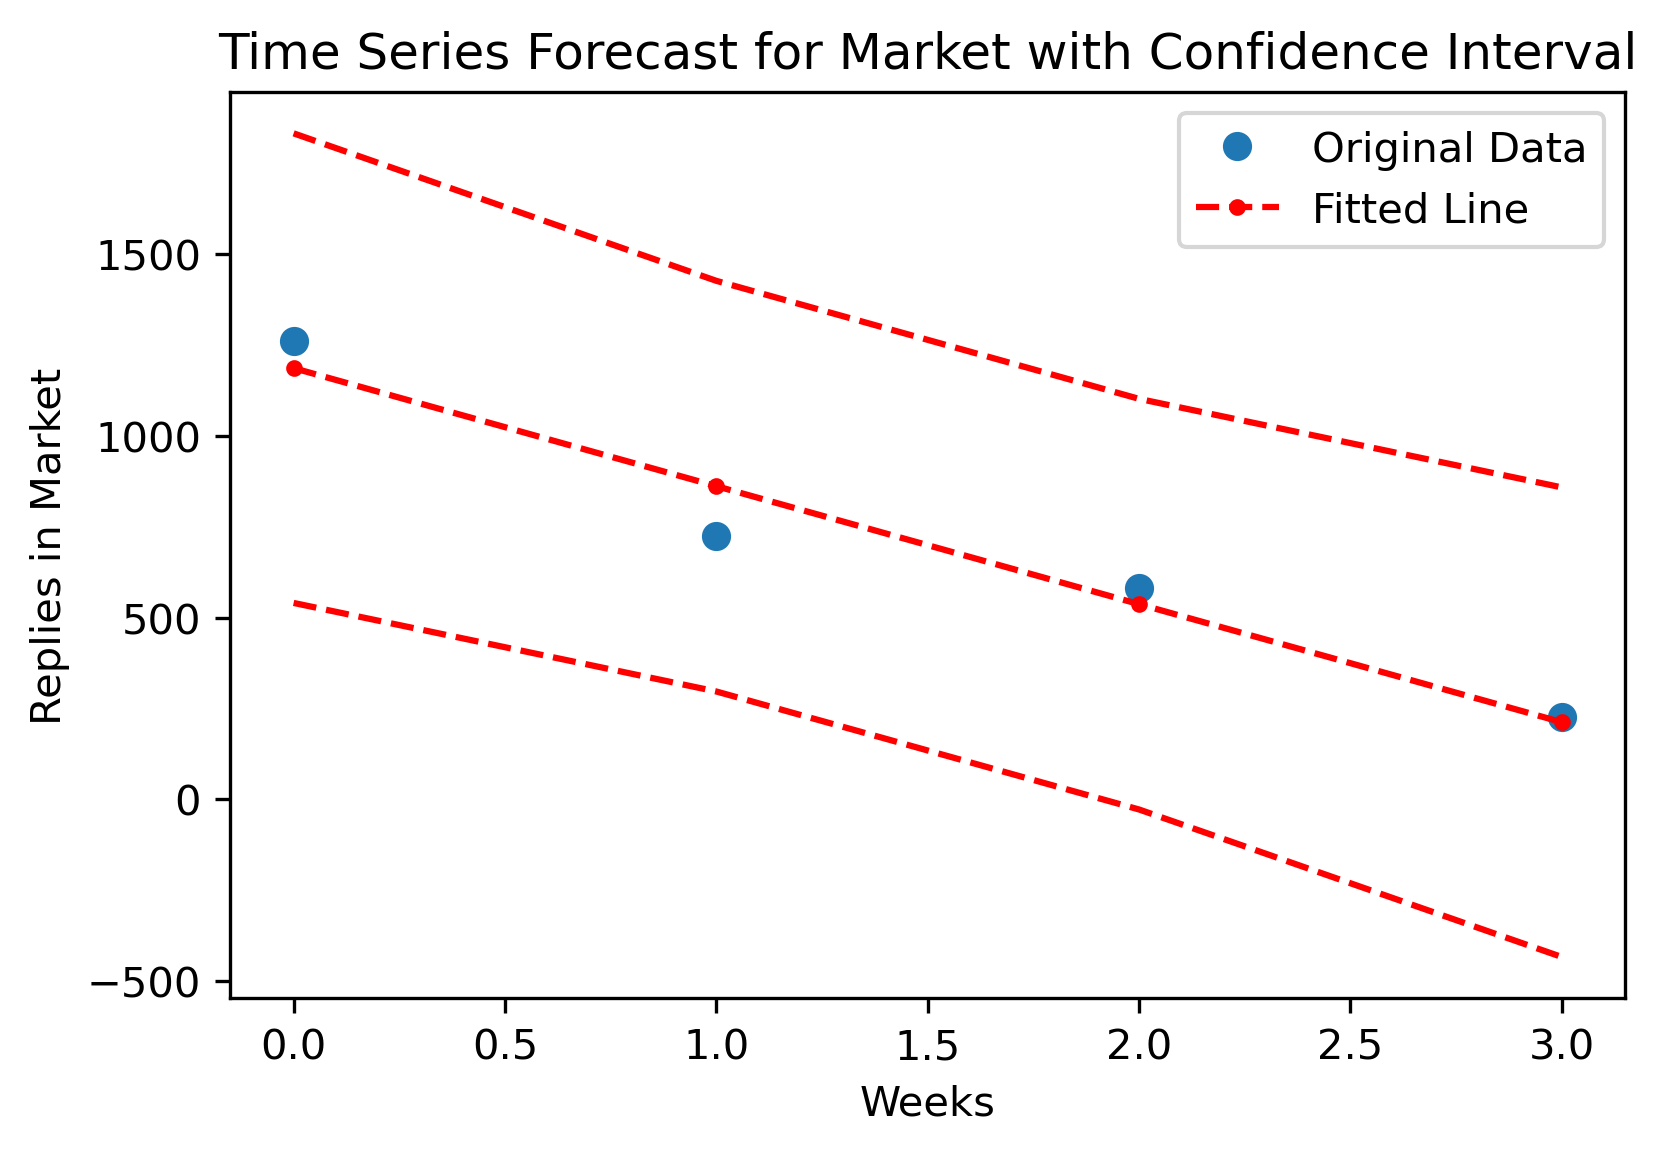 Time Series Forecast for Market with Confidence Interval
Original Data
Fitted Line
Replies in Market
1500
1000
500
0
−500
0.0 0.5 1.0 1.5 2.0 2.5 3.0
Weeks